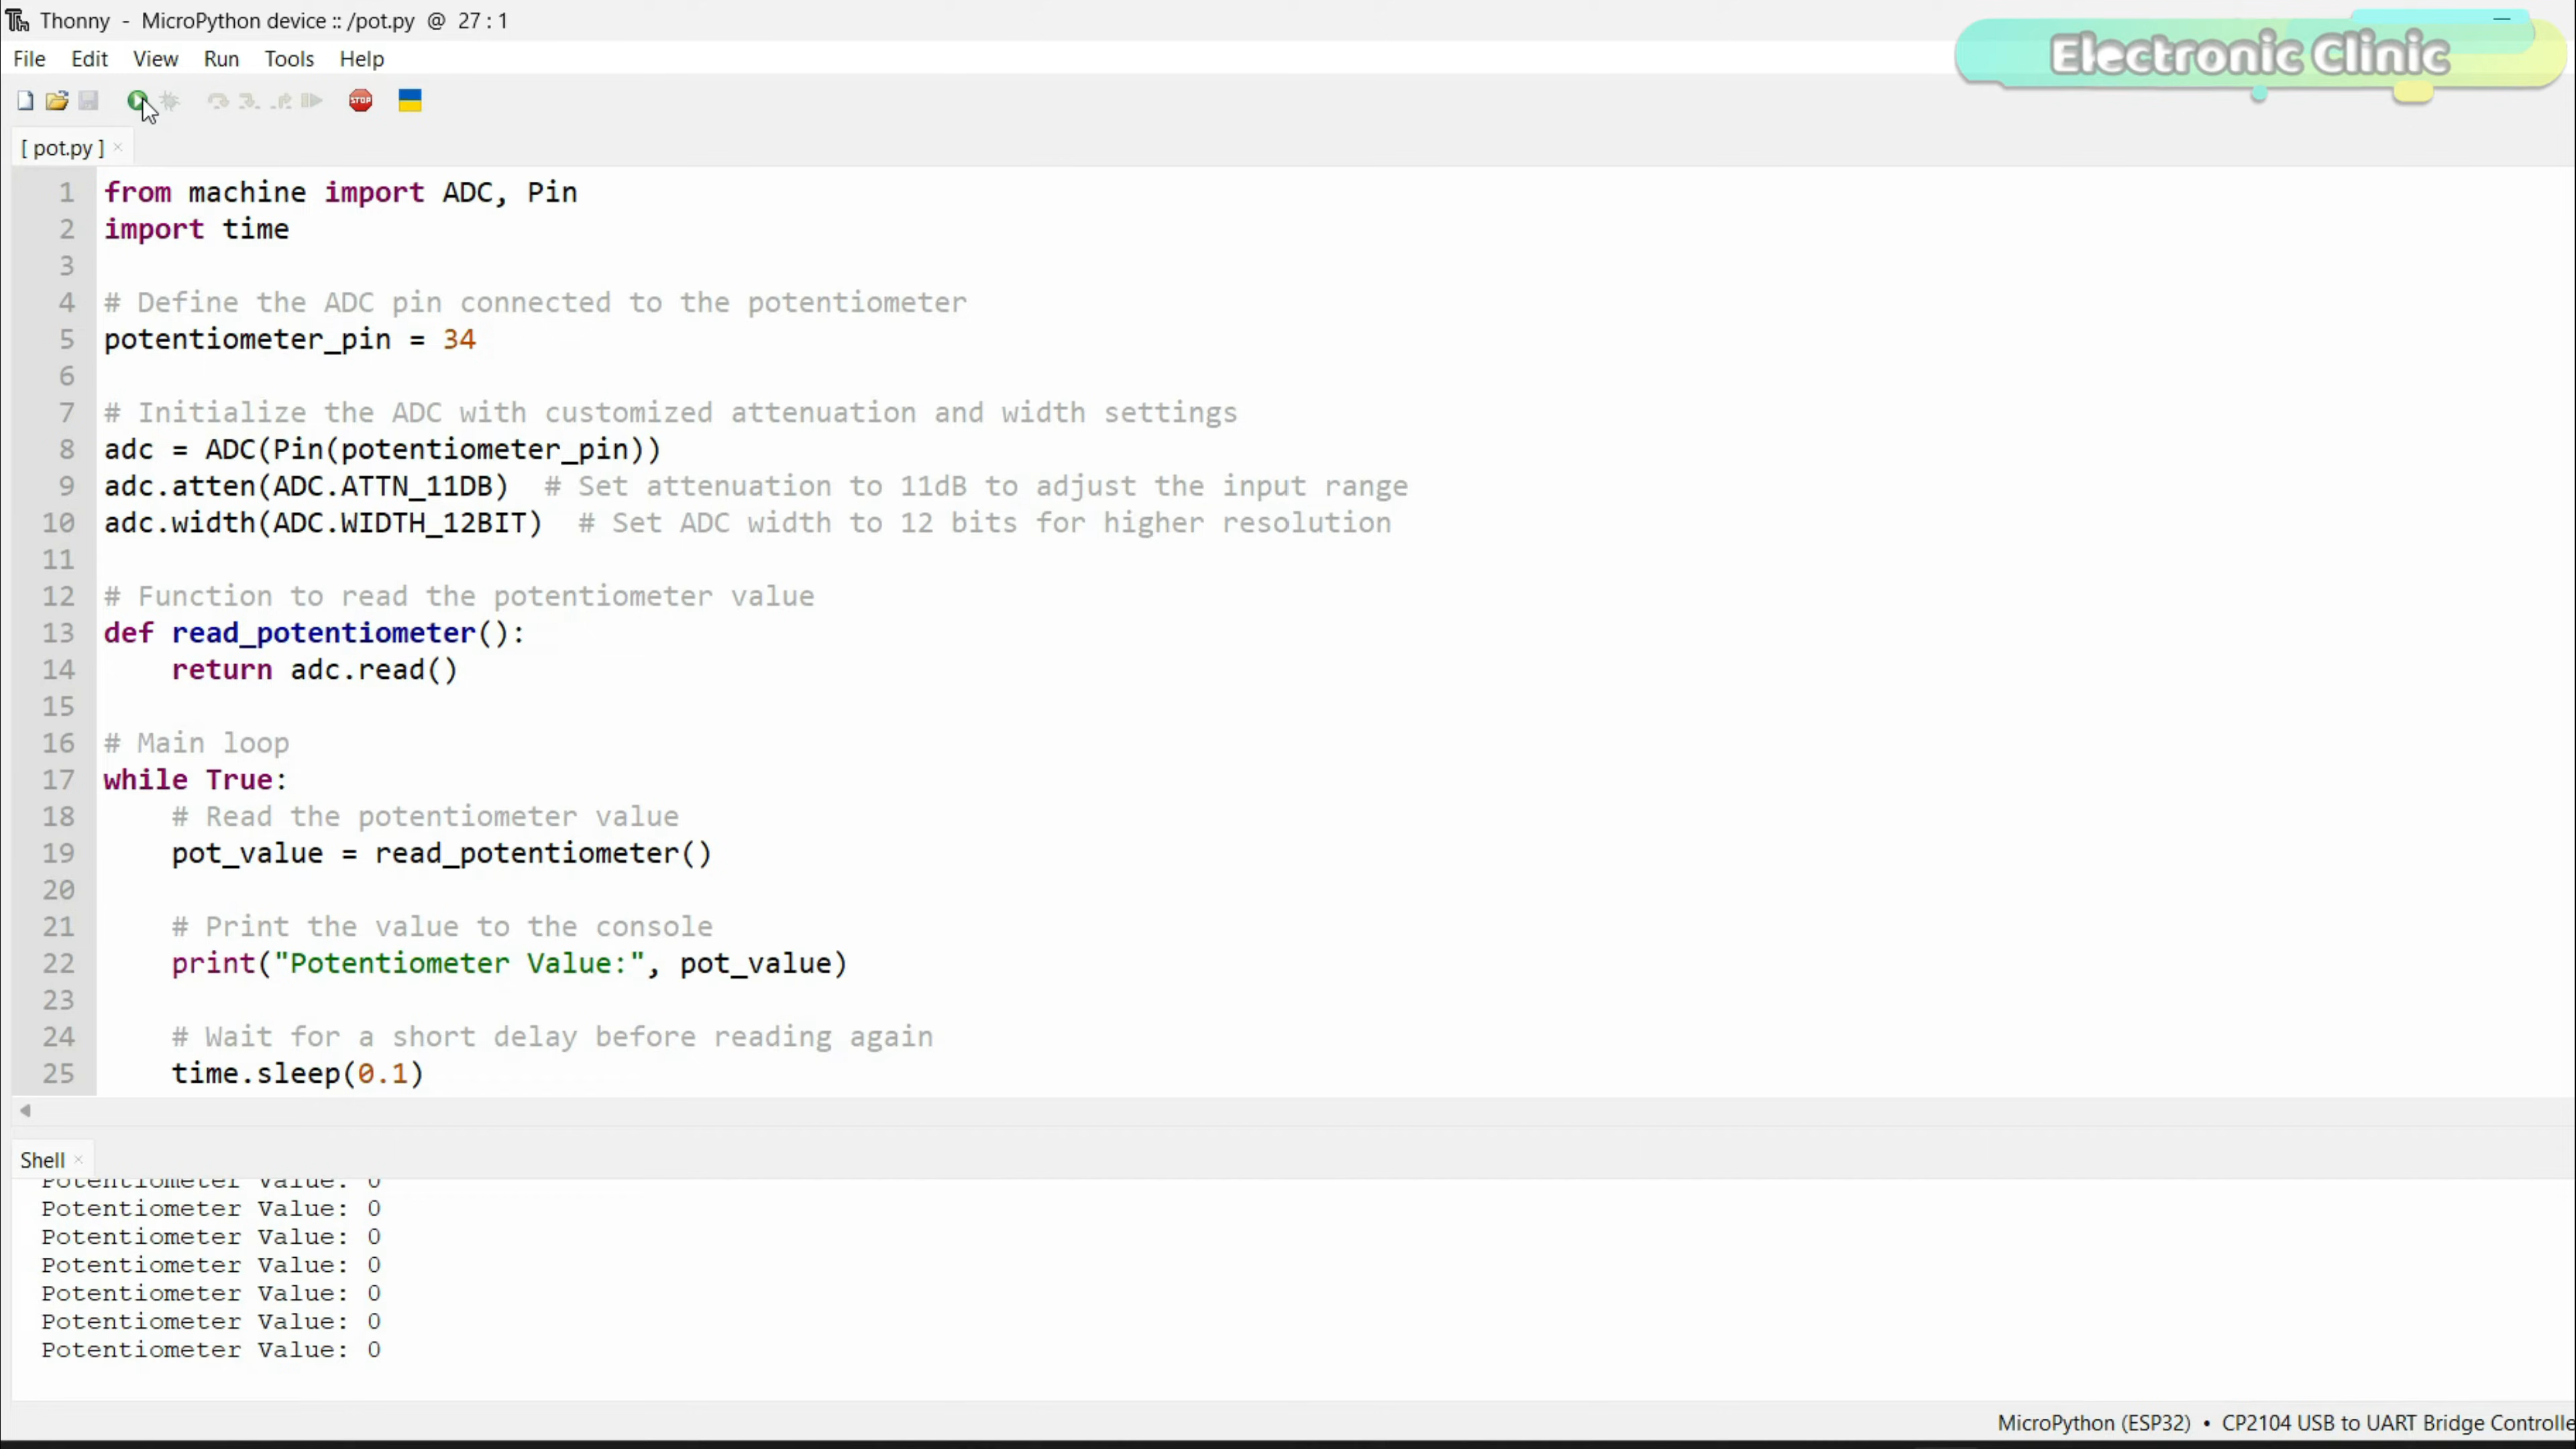 Thonny - MicroPython device :: /pot.py @ 27 : 1
Electronic Clinic
File Edit View Run Tools Help
STOP
[ pot.py ] ×
1 from machine import ADC, Pin
2 import time
3
4 # Define the ADC pin connected to the potentiometer
5 potentiometer_pin = 34
6
7 # Initialize the ADC with customized attenuation and width settings
8 adc = ADC(Pin(potentiometer_pin))
9 adc.atten(ADC.ATTN_11DB)  # Set attenuation to 11dB to adjust the input range
10 adc.width(ADC.WIDTH_12BIT)  # Set ADC width to 12 bits for higher resolution
11
12 # Function to read the potentiometer value
13 def read_potentiometer():
14     return adc.read()
15
16 # Main loop
17 while True:
18     # Read the potentiometer value
19     pot_value = read_potentiometer()
20
21     # Print the value to the console
22     print("Potentiometer Value:", pot_value)
23
24     # Wait for a short delay before reading again
25     time.sleep(0.1)
Shell ×
Potentiometer Value: 0
Potentiometer Value: 0
Potentiometer Value: 0
Potentiometer Value: 0
Potentiometer Value: 0
Potentiometer Value: 0
Potentiometer Value: 0
MicroPython (ESP32) • CP2104 USB to UART Bridge Controlle